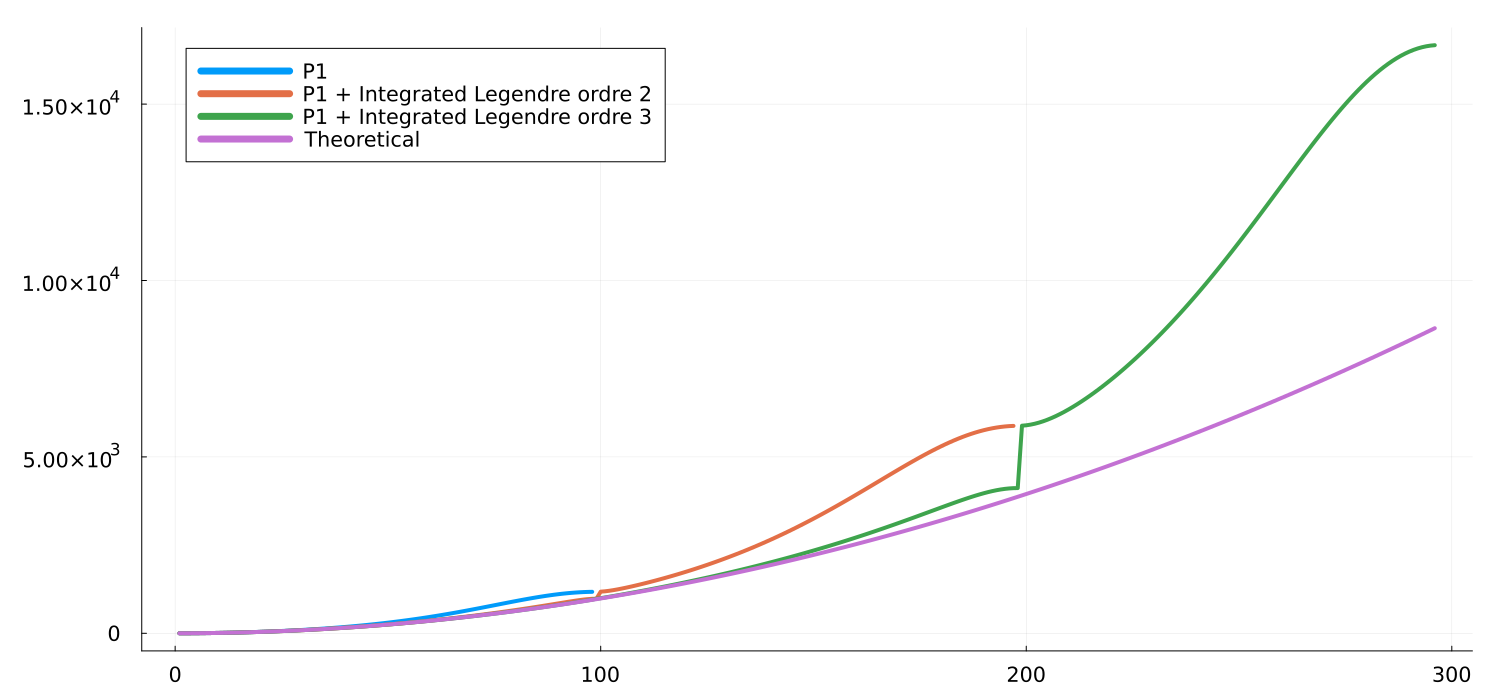 P1
P1 + Integrated Legendre ordre 2
P1 + Integrated Legendre ordre 3
Theoretical
1.50×10⁴
1.00×10⁴
5.00×10³
0
0 100 200 300